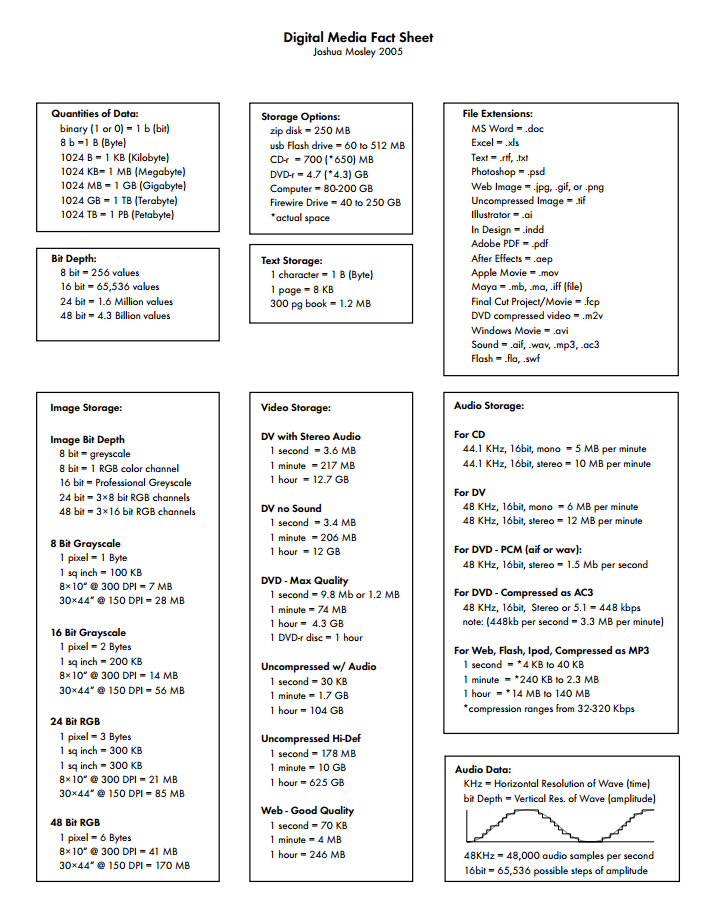 Digital Media Fact Sheet
Joshua Mosley 2005
Quantities of Data:
binary (1 or 0) = 1 b (bit)
8 b =1 B (Byte)
1024 B = 1 KB (Kilobyte)
1024 KB= 1 MB (Megabyte)
1024 MB = 1 GB (Gigabyte)
1024 GB = 1 TB (Terabyte)
1024 TB = 1 PB (Petabyte)
Bit Depth:
8 bit = 256 values
16 bit = 65,536 values
24 bit = 1.6 Million values
48 bit = 4.3 Billion values
Storage Options:
zip disk = 250 MB
usb Flash drive = 60 to 512 MB
CD-r = 700 (*650) MB
DVD-r = 4.7 (*4.3) GB
Computer = 80-200 GB
Firewire Drive = 40 to 250 GB
*actual space
Text Storage:
1 character = 1 B (Byte)
1 page = 8 KB
300 pg book = 1.2 MB
File Extensions:
MS Word = .doc
Excel = .xls
Text = .rtf, .txt
Photoshop = .psd
Web Image = .jpg, .gif, or .png
Uncompressed Image = .tif
Illustrator = .ai
In Design = .indd
Adobe PDF = .pdf
After Effects = .aep
Apple Movie = .mov
Maya = .mb, .ma, .iff (file)
Final Cut Project/Movie = .fcp
DVD compressed video = .m2v
Windows Movie = .avi
Sound = .aif, .wav, .mp3, .ac3
Flash = .fla, .swf
Image Storage:
Image Bit Depth
8 bit = greyscale
8 bit = 1 RGB color channel
16 bit = Professional Greyscale
24 bit = 3×8 bit RGB channels
48 bit = 3×16 bit RGB channels
8 Bit Grayscale
1 pixel = 1 Byte
1 sq inch = 100 KB
8×10" @ 300 DPI = 7 MB
30×44" @ 150 DPI = 28 MB
16 Bit Grayscale
1 pixel = 2 Bytes
1 sq inch = 200 KB
8×10" @ 300 DPI = 14 MB
30×44" @ 150 DPI = 56 MB
24 Bit RGB
1 pixel = 3 Bytes
1 sq inch = 300 KB
1 sq inch = 300 KB
8×10" @ 300 DPI = 21 MB
30×44" @ 150 DPI = 85 MB
48 Bit RGB
1 pixel = 6 Bytes
8×10" @ 300 DPI = 41 MB
30×44" @ 150 DPI = 170 MB
Video Storage:
DV with Stereo Audio
1 second = 3.6 MB
1 minute = 217 MB
1 hour = 12.7 GB
DV no Sound
1 second = 3.4 MB
1 minute = 206 MB
1 hour = 12 GB
DVD - Max Quality
1 second = 9.8 Mb or 1.2 MB
1 minute = 74 MB
1 hour = 4.3 GB
1 DVD-r disc = 1 hour
Uncompressed w/ Audio
1 second = 30 KB
1 minute = 1.7 GB
1 hour = 104 GB
Uncompressed Hi-Def
1 second = 178 MB
1 minute = 10 GB
1 hour = 625 GB
Web - Good Quality
1 second = 70 KB
1 minute = 4 MB
1 hour = 246 MB
Audio Storage:
For CD
44.1 KHz, 16bit, mono = 5 MB per minute
44.1 KHz, 16bit, stereo = 10 MB per minute
For DV
48 KHz, 16bit, mono = 6 MB per minute
48 KHz, 16bit, stereo = 12 MB per minute
For DVD - PCM (aif or wav):
48 KHz, 16bit, stereo = 1.5 Mb per second
For DVD - Compressed as AC3
48 KHz, 16bit, Stereo or 5.1 = 448 kbps
note: (448kb per second = 3.3 MB per minute)
For Web, Flash, Ipod, Compressed as MP3
1 second = *4 KB to 40 KB
1 minute = *240 KB to 2.3 MB
1 hour = *14 MB to 140 MB
*compression ranges from 32-320 Kbps
Audio Data:
KHz = Horizontal Resolution of Wave (time)
bit Depth = Vertical Res. of Wave (amplitude)
48KHz = 48,000 audio samples per second
16bit = 65,536 possible steps of amplitude